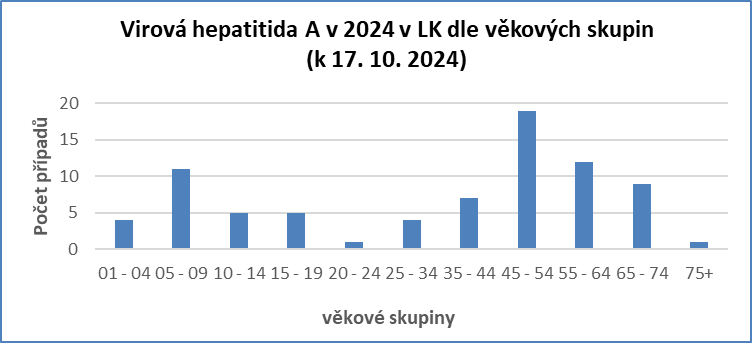 Virová hepatitida A v 2024 v LK dle věkových skupin
(k 17. 10. 2024)
Počet případů
20
15
10
5
0
01 - 04 05 - 09 10 - 14 15 - 19 20 - 24 25 - 34 35 - 44 45 - 54 55 - 64 65 - 74 75+
věkové skupiny